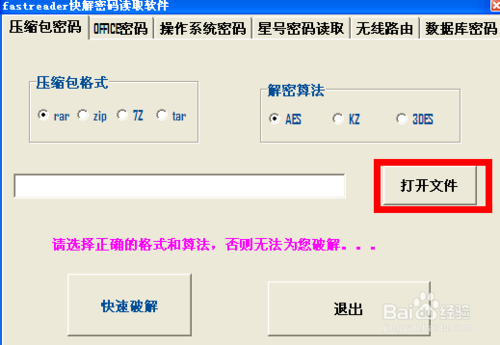 fastreader快解密码读取软件
压缩包密码 OFFICE密码 操作系统密码 星号密码读取 无线路由 数据库密码
压缩包格式 解密算法
rar zip 7Z tar AES KZ 3DES
打开文件
请选择正确的格式和算法，否则无法为您破解．．．
快速破解 退出
Baidu经验
jingyan.baidu.com